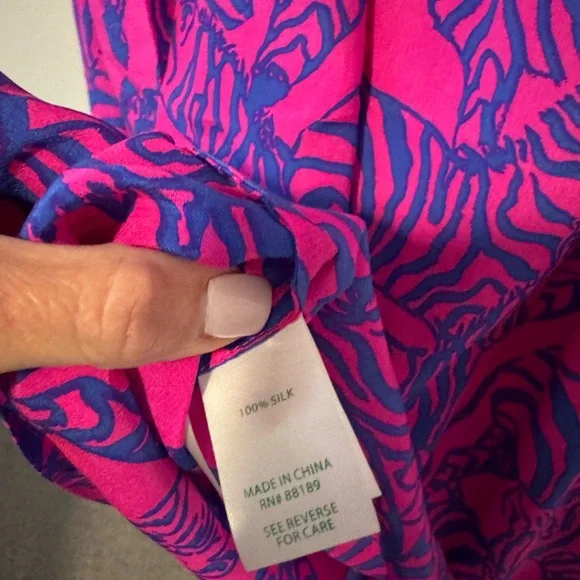 100% SILK
MADE IN CHINA
RN# 88189
SEE REVERSE
FOR CARE